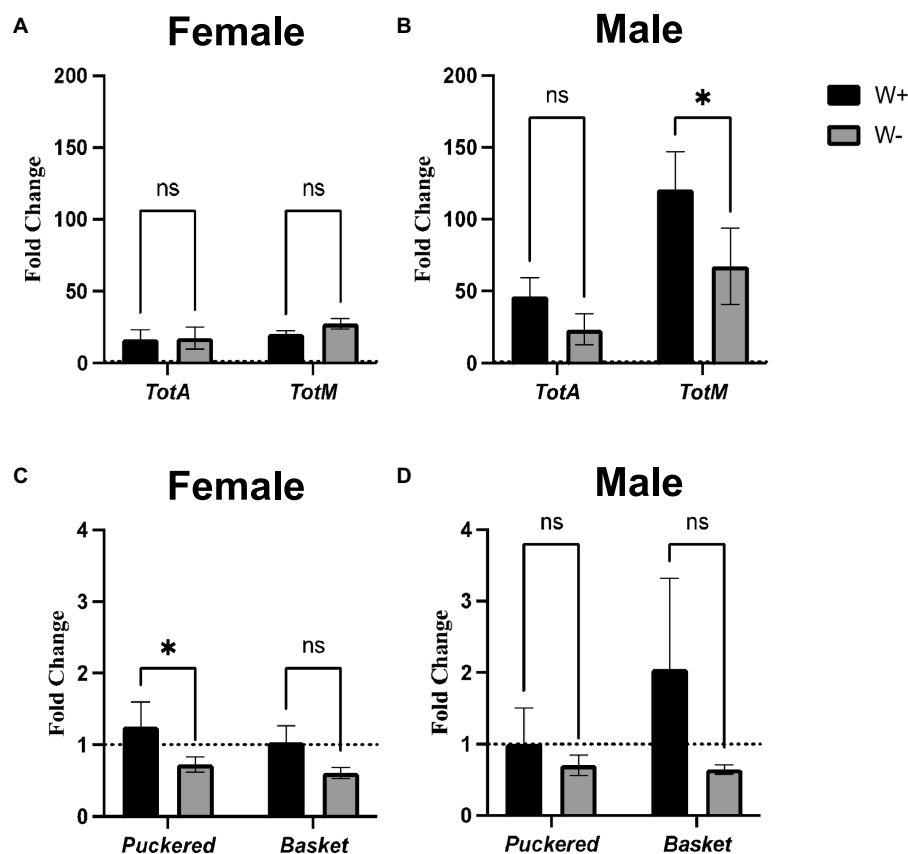 A
Female
Fold Change
200
150
100
50
0
ns
ns
TotA
TotM
B
Male
Fold Change
200
150
100
50
0
ns
*
TotA
TotM
W+
W-
C
Female
Fold Change
4
3
2
1
0
*
ns
Puckered
Basket
D
Male
Fold Change
4
3
2
1
0
ns
ns
Puckered
Basket